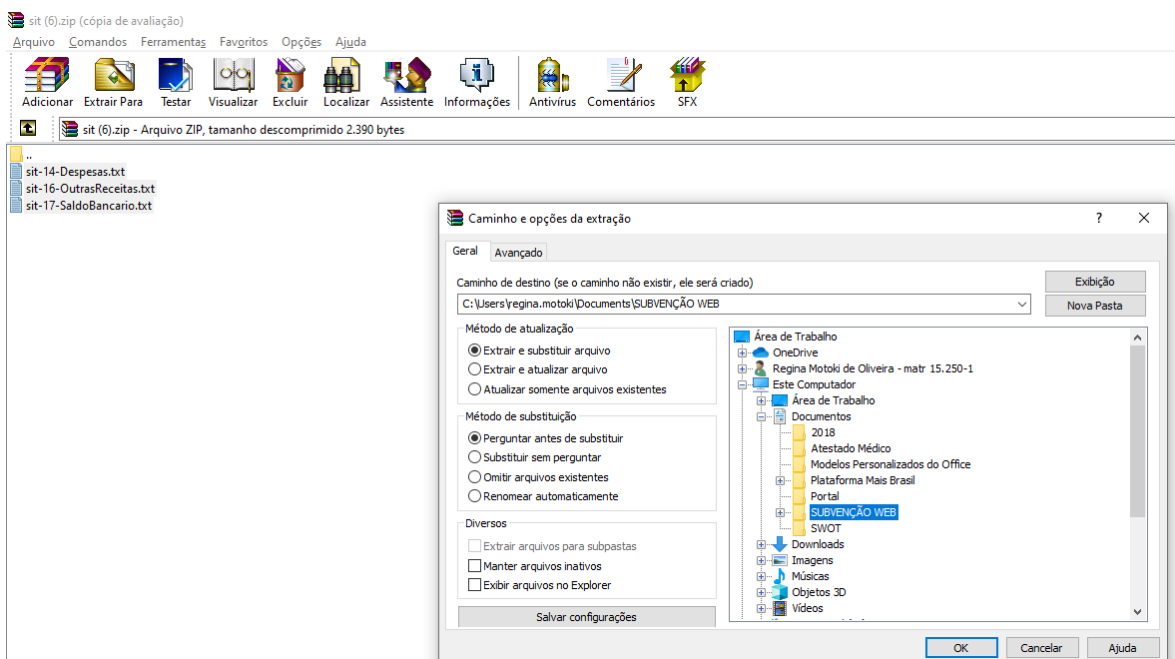 sit (6).zip (cópia de avaliação)
Arquivo Comandos Ferramentas Favoritos Opções Ajuda
Adicionar Extrair Para Testar Visualizar Excluir Localizar Assistente Informações Antivírus Comentários SFX
sit (6).zip - Arquivo ZIP, tamanho descomprimido 2.390 bytes
..
sit-14-Despesas.txt
sit-16-OutrasReceitas.txt
sit-17-SaldoBancario.txt
Caminho e opções da extração ? X
Geral Avançado
Caminho de destino (se o caminho não existir, ele será criado)
C:\Users\regina.motoki\Documents\SUBVENÇÃO WEB
Exibição
Nova Pasta
Método de atualização
Extrair e substituir arquivo
Extrair e atualizar arquivo
Atualizar somente arquivos existentes
Método de substituição
Perguntar antes de substituir
Substituir sem perguntar
Omitir arquivos existentes
Renomear automaticamente
Diversos
Extrair arquivos para subpastas
Manter arquivos inativos
Exibir arquivos no Explorer
Salvar configurações
Área de Trabalho
OneDrive
Regina Motoki de Oliveira - matr 15.250-1
Este Computador
Área de Trabalho
Documentos
2018
Atestado Médico
Modelos Personalizados do Office
Plataforma Mais Brasil
Portal
SUBVENÇÃO WEB
SWOT
Downloads
Imagens
Músicas
Objetos 3D
Vídeos
OK Cancelar Ajuda